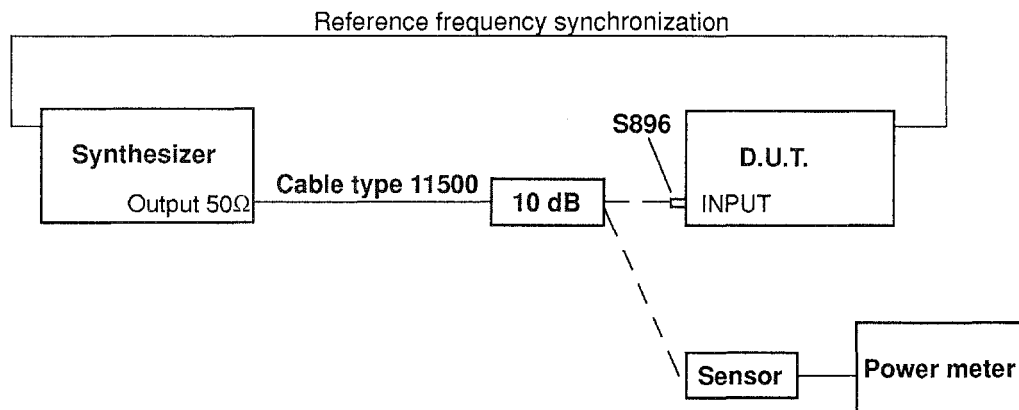 Reference frequency synchronization
S896
Synthesizer
D.U.T.
Cable type 11500
Output 50Ω
10 dB
INPUT
Sensor
Power meter